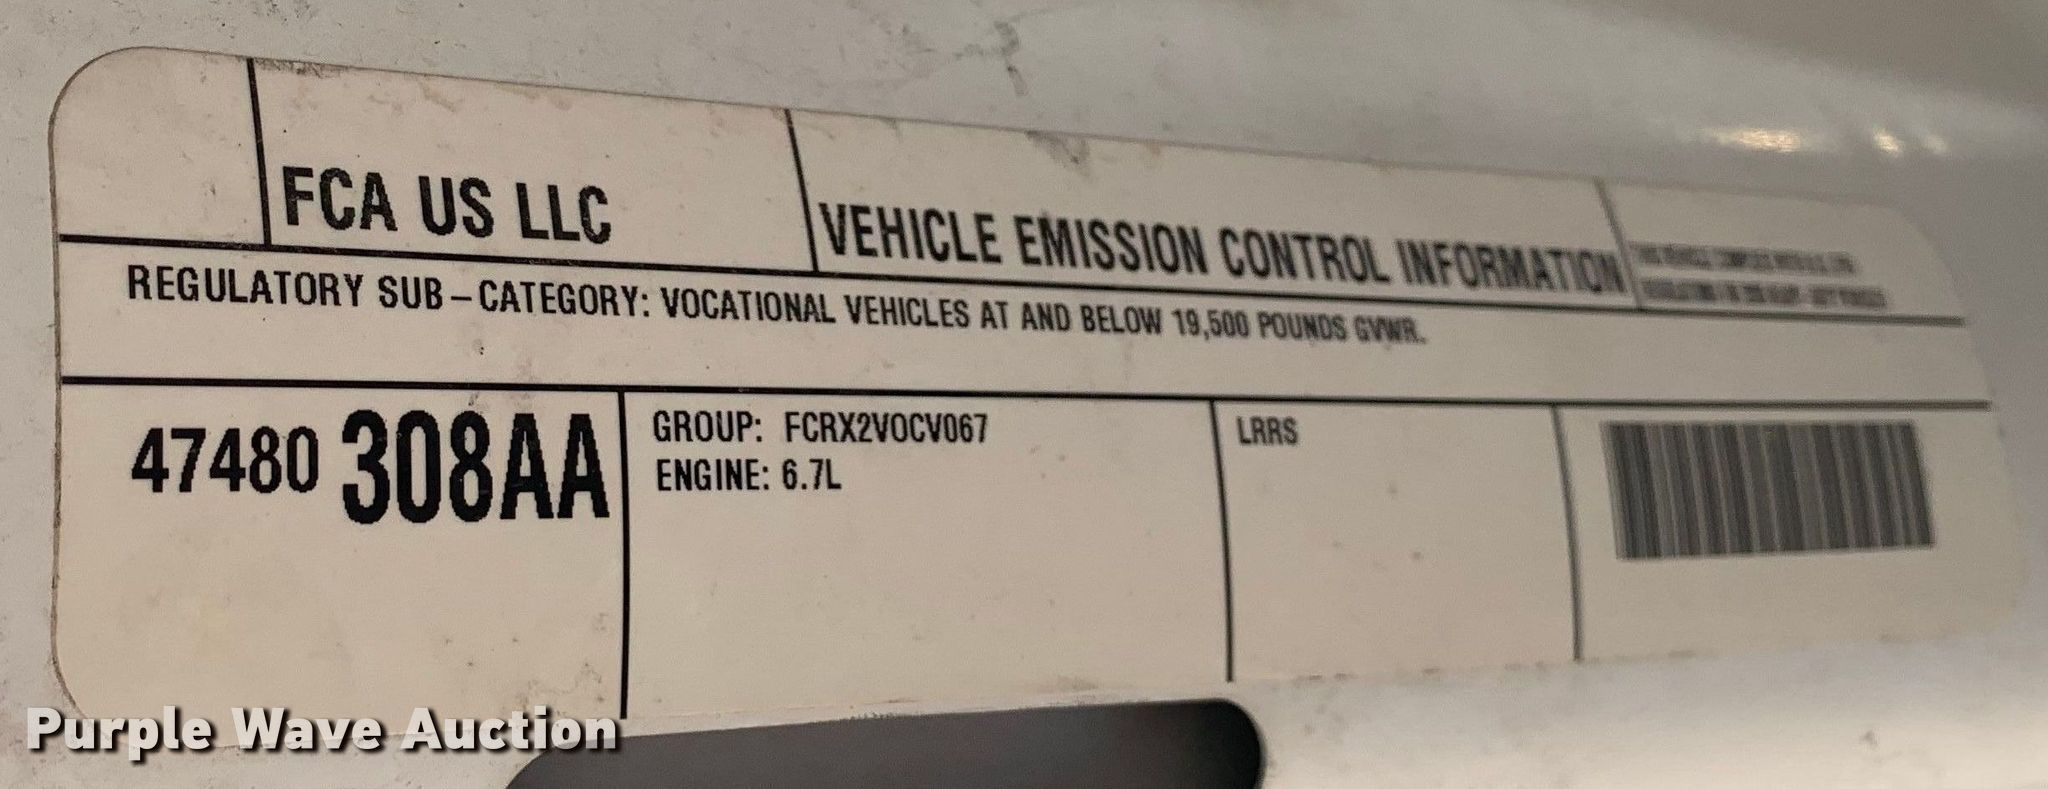 FCA US LLC
VEHICLE EMISSION CONTROL INFORMATION
REGULATORY SUB-CATEGORY: VOCATIONAL VEHICLES AT AND BELOW 19,500 POUNDS GVWR.
47480 308AA
GROUP: FCRX2VOCV067
ENGINE: 6.7L
LRRS
Purple Wave Auction